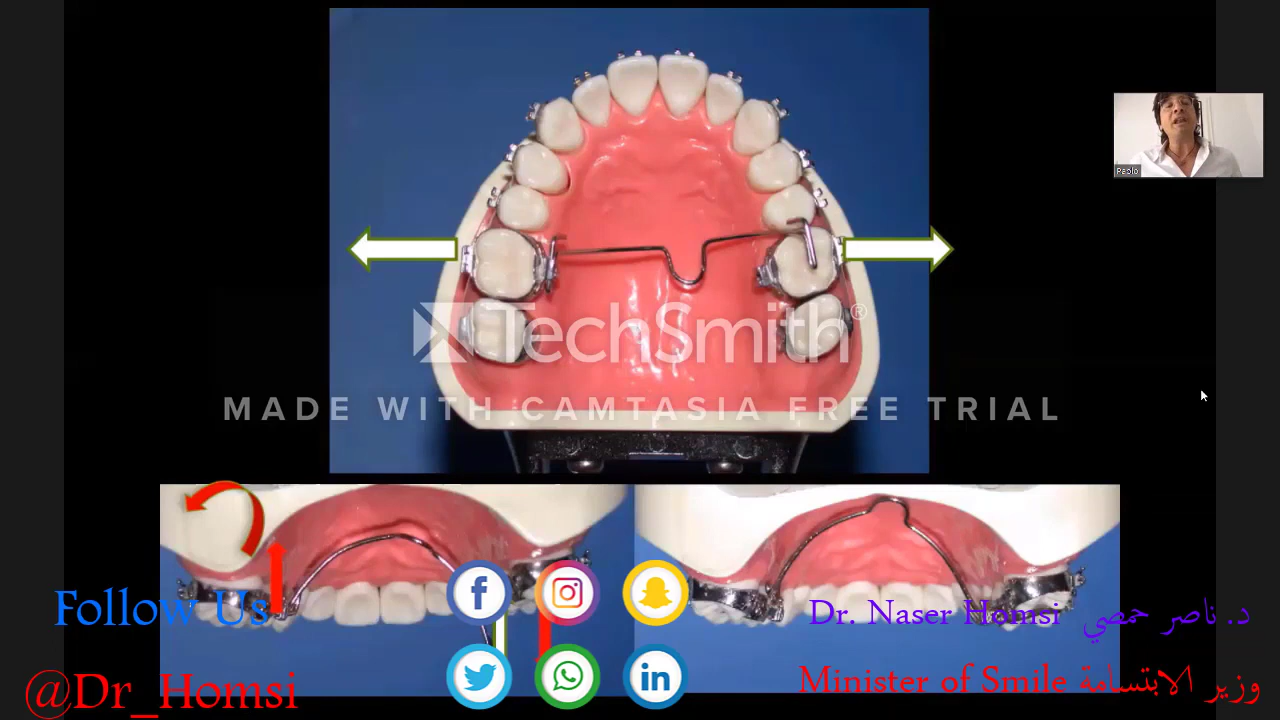 Paolo
TechSmith®
MADE WITH CAMTASIA FREE TRIAL
Follow Us
Dr. Naser Homsi د. ناصر حمصي
@Dr_Homsi
Minister of Smile وزير الابتسامة